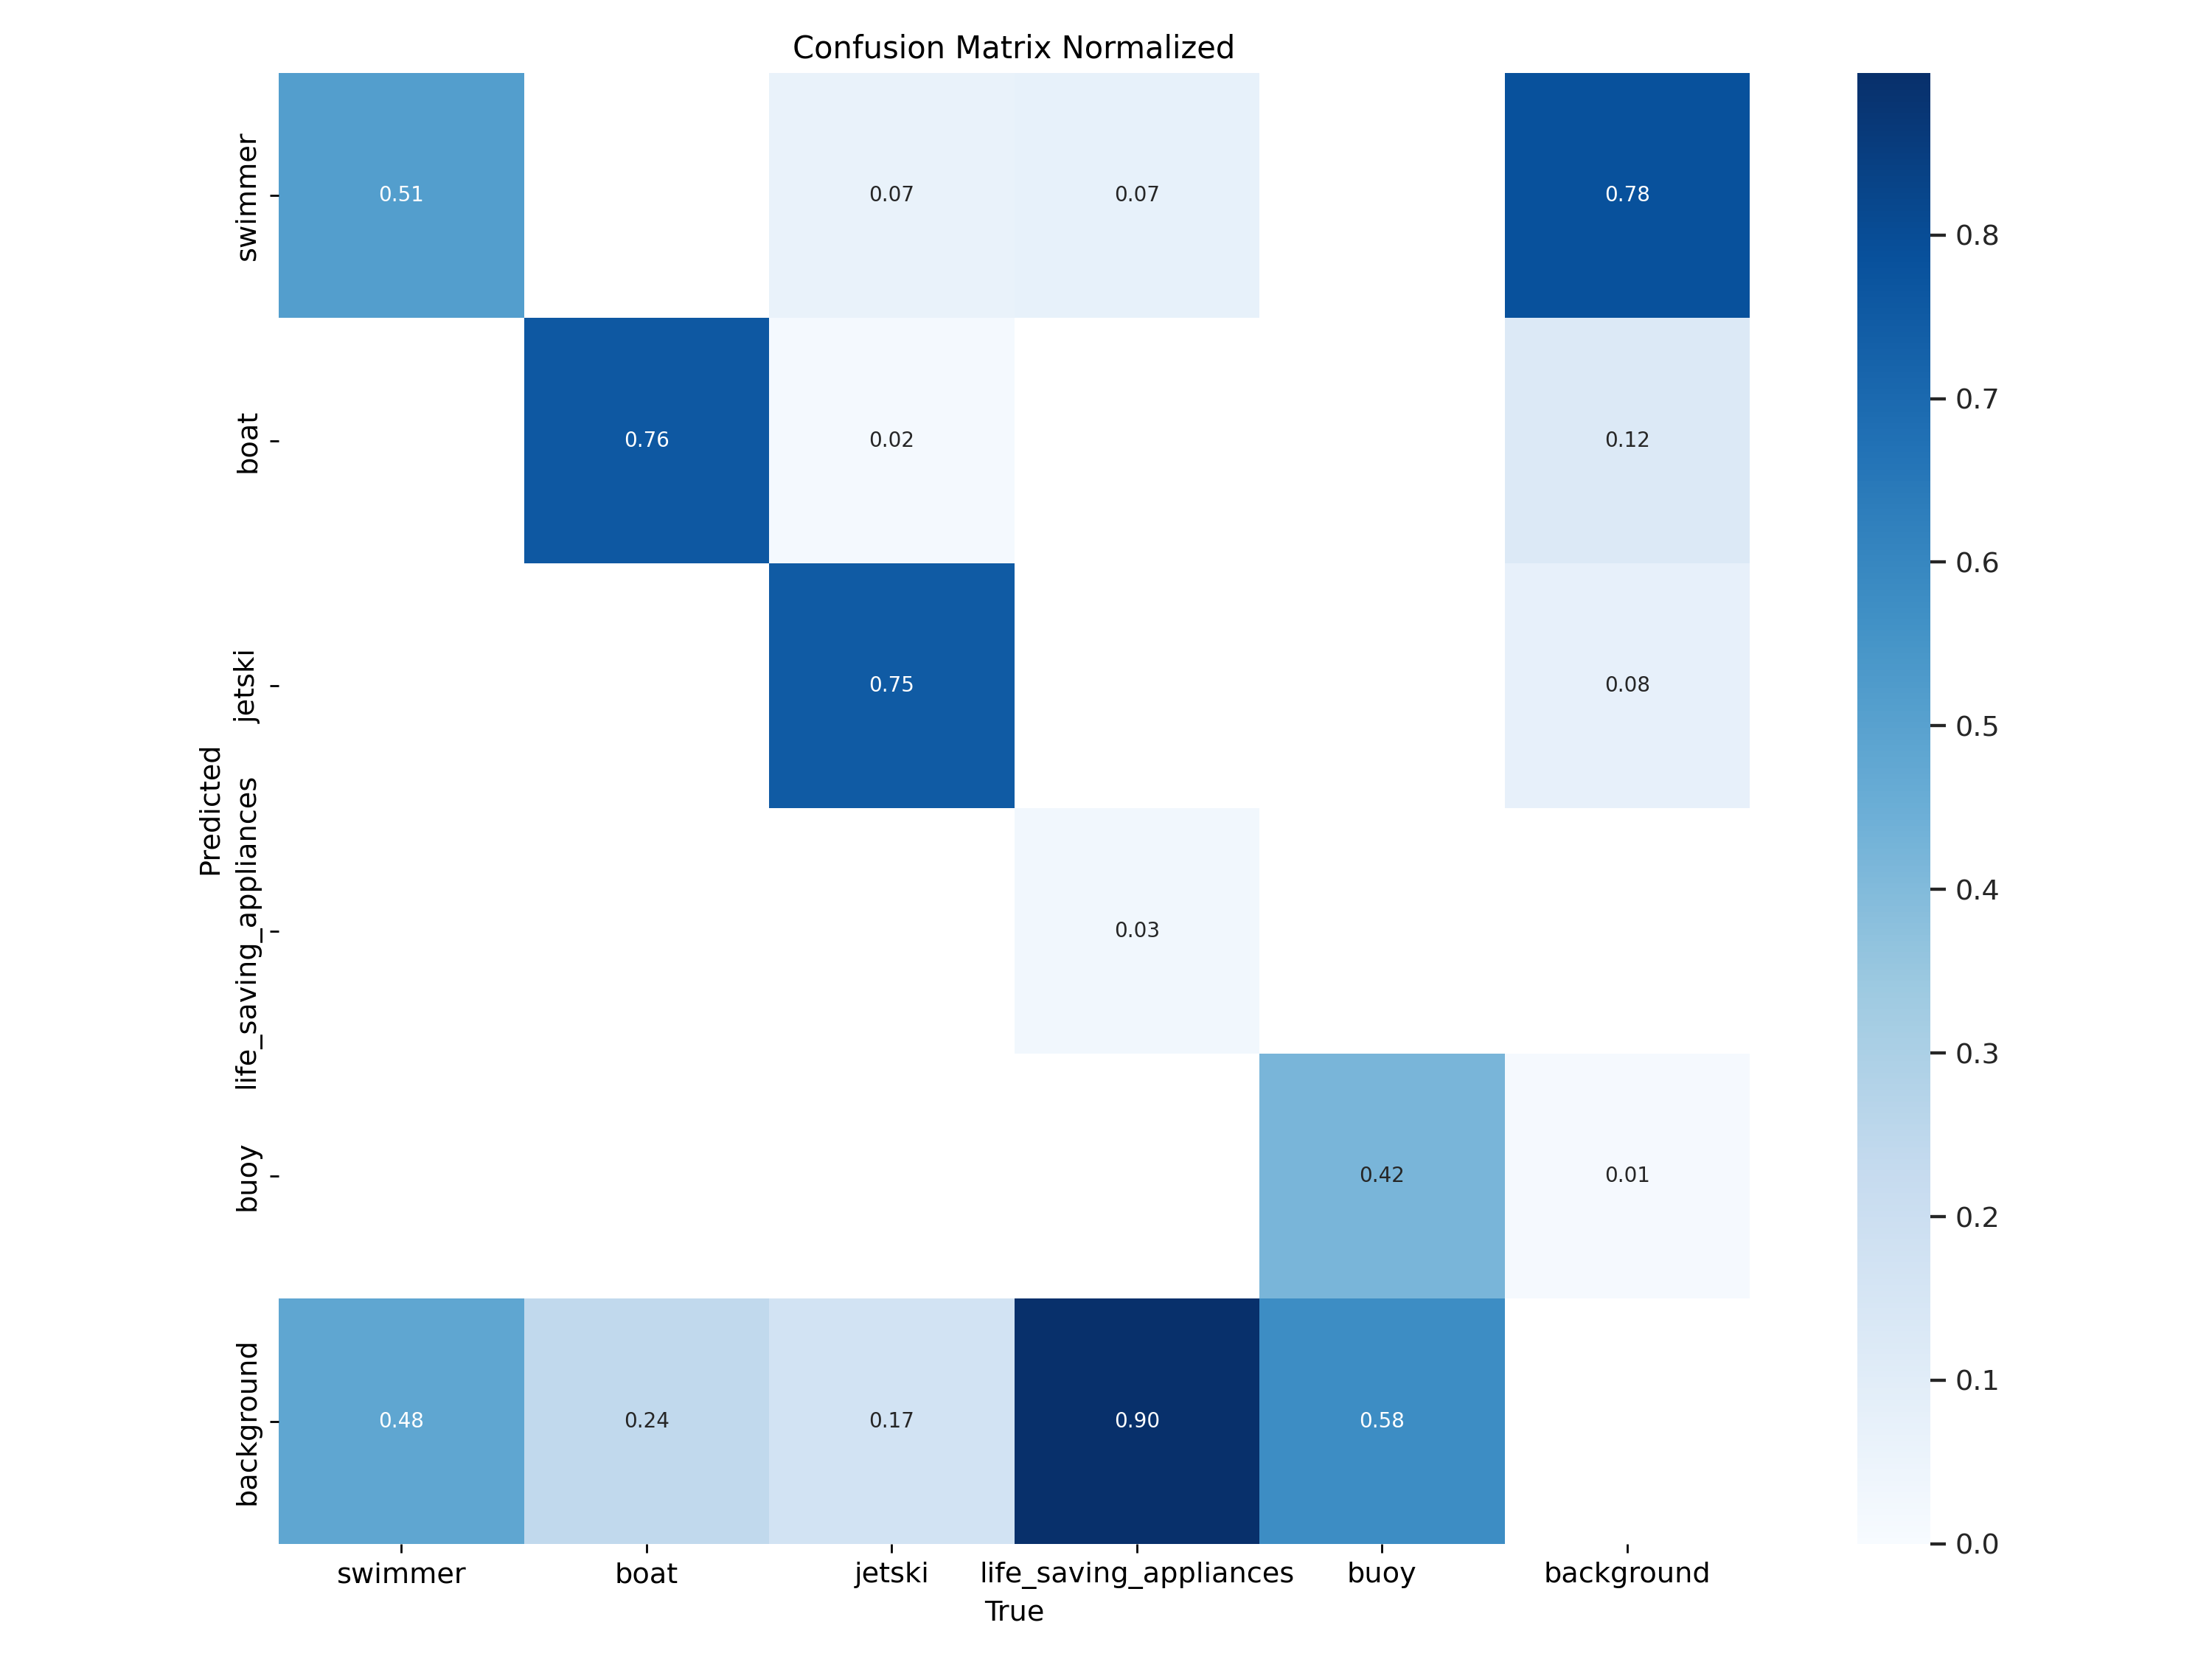 Confusion Matrix Normalized
swimmer
0.51
0.07
0.07
0.78
boat
0.76
0.02
0.12
jetski
0.75
0.08
life_saving_appliances
0.03
buoy
0.42
0.01
background
0.48
0.24
0.17
0.90
0.58
Predicted
swimmer
boat
jetski
life_saving_appliances
buoy
background
True
0.8
0.7
0.6
0.5
0.4
0.3
0.2
0.1
0.0